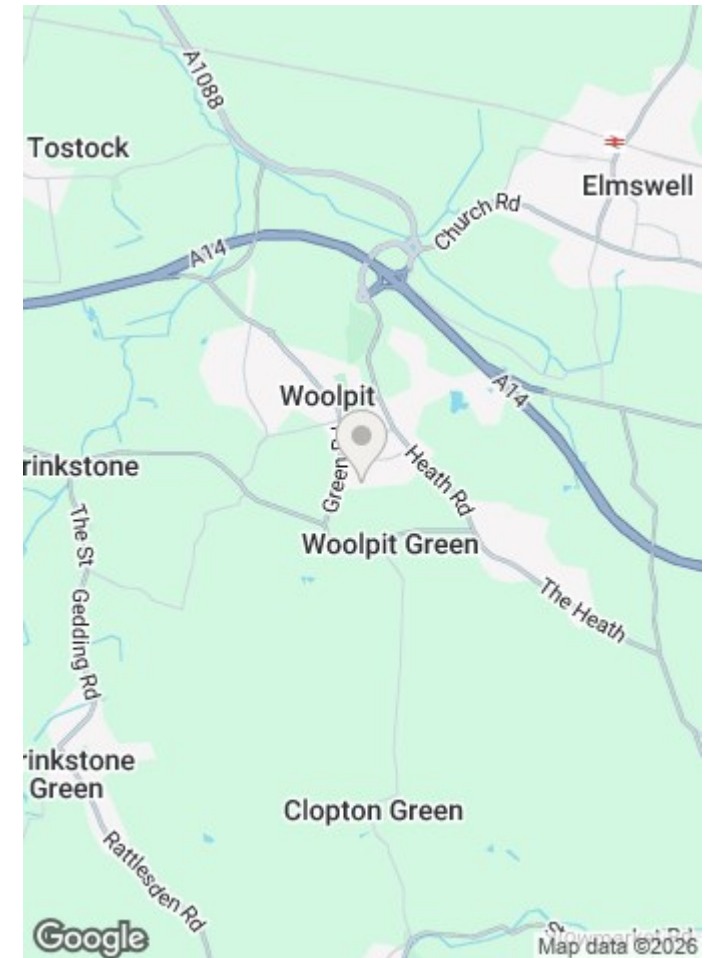 A1088
Tostock
Elmswell
Church Rd
A14
Woolpit
A14
Green
rinkstone
Heath Rd
The St
Woolpit Green
Gedding Rd
The Heath
rinkstone
Green
Clopton Green
Rattlesden Rd
Google
Map data ©2026